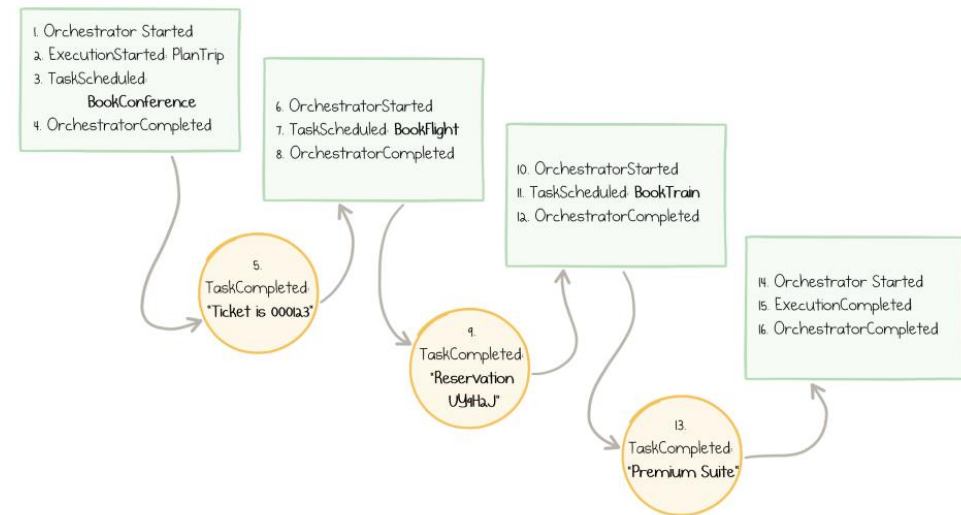 1. Orchestrator Started
2. ExecutionStarted: PlanTrip
3. TaskScheduled:
BookConference
4. OrchestratorCompleted
5.
TaskCompleted:
"Ticket is 000123"
6. OrchestratorStarted
7. TaskScheduled: BookFlight
8. OrchestratorCompleted
9.
TaskCompleted:
"Reservation
UY9H2J"
10. OrchestratorStarted
11. TaskScheduled: BookTrain
12. OrchestratorCompleted
13.
TaskCompleted:
"Premium Suite"
14. Orchestrator Started
15. ExecutionCompleted
16. OrchestratorCompleted